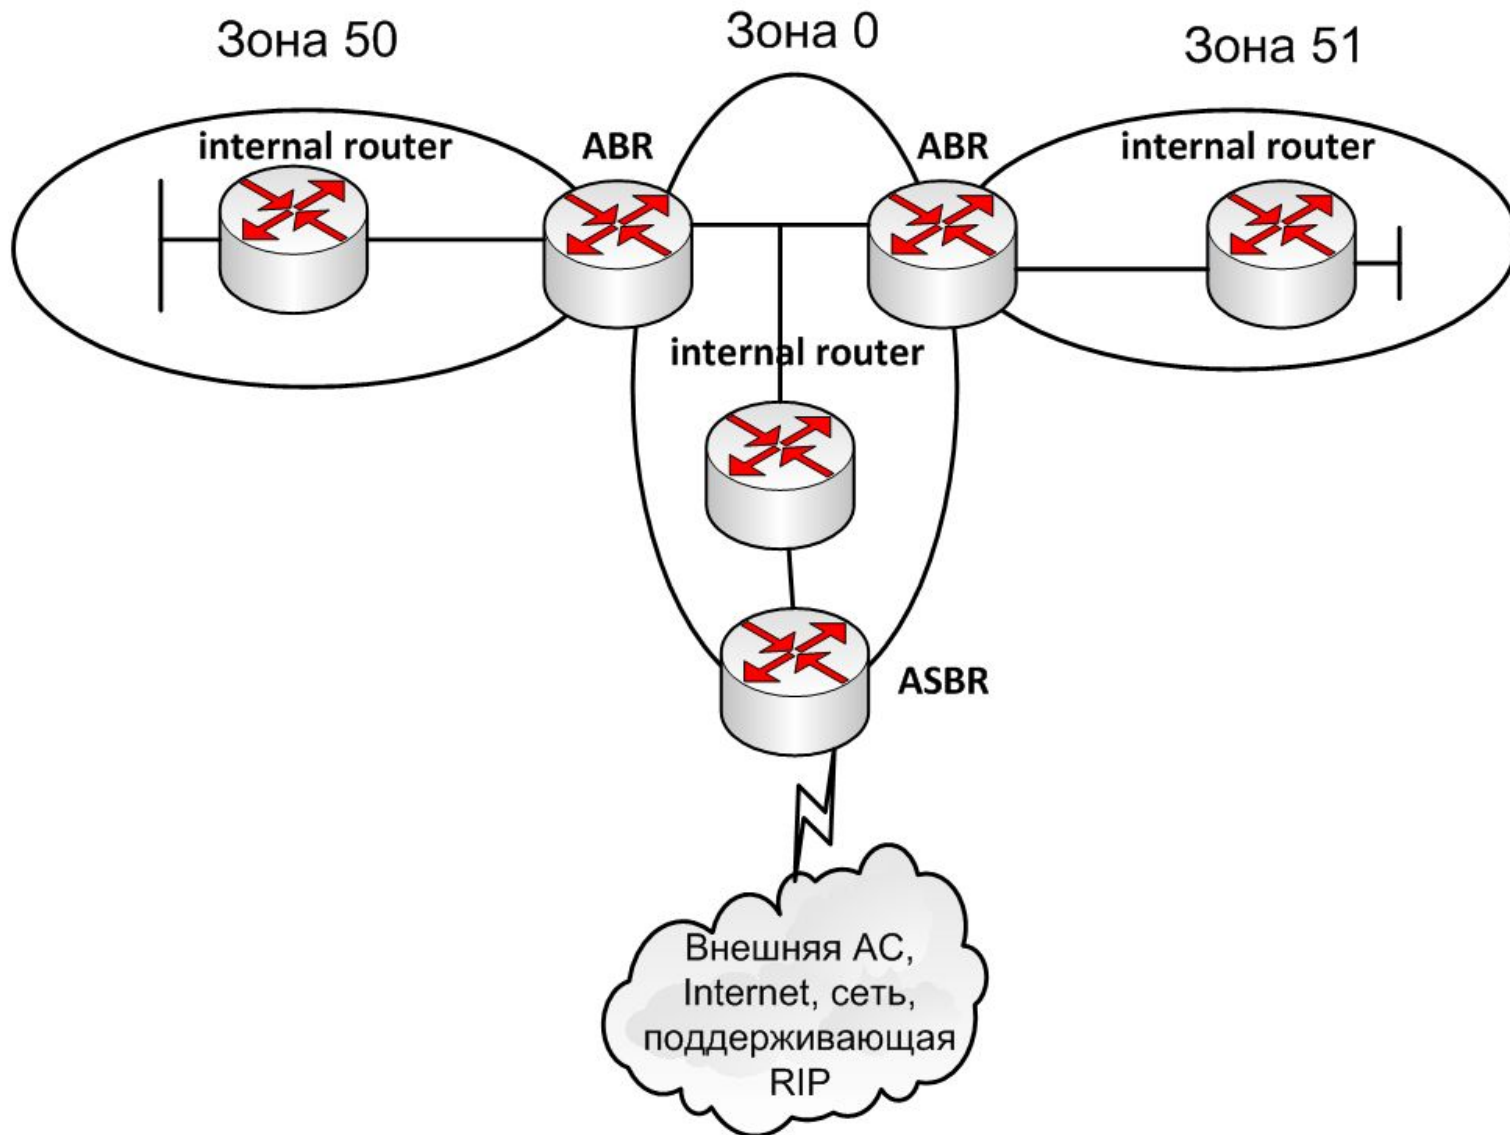 Зона 50
Зона 0
Зона 51
internal router
ABR
ABR
internal router
internal router
ASBR
Внешняя АС,
Internet, сеть,
поддерживающая
RIP